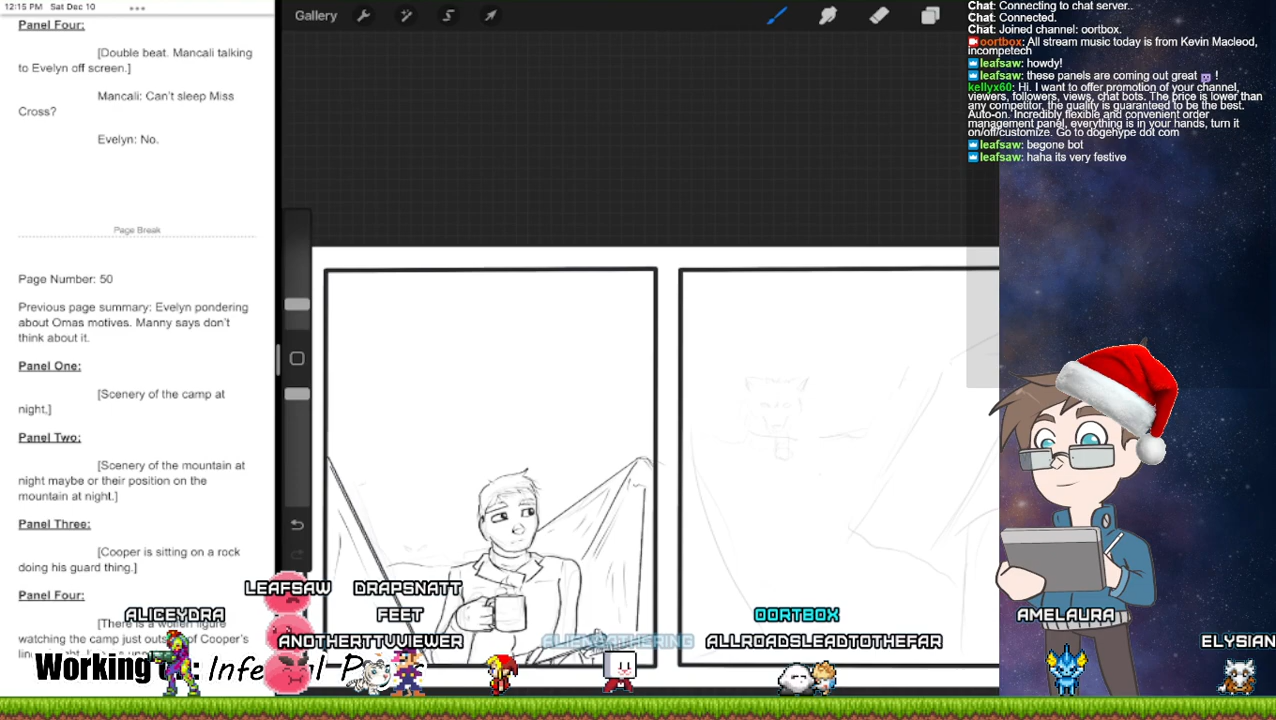 12:15 PM Sat Dec 10
Panel Four:
[Double beat. Mancali talking
to Evelyn off screen.]
Mancali: Can't sleep Miss
Cross?
Evelyn: No.
Page Break
Page Number: 50
Previous page summary: Evelyn pondering
about Omas motives. Manny says don't
think about it.
Panel One:
[Scenery of the camp at
night,]
Panel Two:
[Scenery of the mountain at
night maybe or their position on the
mountain at night.]
Panel Three:
[Cooper is sitting on a rock
doing his guard thing.]
Panel Four:
[There is a wolfen figure
watching the camp just outs of Cooper's
Gallery
Chat: Connecting to chat server..
Chat: Connected.
Chat: Joined channel: oortbox.
oortbox: All stream music today is from Kevin Macleod,
incompetech
leafsaw: howdy!
leafsaw: these panels are coming out great !
kellyx60: Hi. I want to offer promotion of your channel,
viewers, followers, views, chat bots. The price is lower than
any competitor, the quality is guaranteed to be the best.
Auto-on. Incredibly flexible and convenient order
management panel, everything is in your hands, turn it
on/off/customize. Go to dogehype dot com
leafsaw: begone bot
leafsaw: haha its very festive
LEAFSAW
DRAPSNATT
ALICEYDRA
FEET
OORTBOX
AMELAURA
ANOTHERTTVVIEWER
ALIENGATHERING
ALLROADSLEADTOTHEFAR
ELYSIAN
Working : Infe P